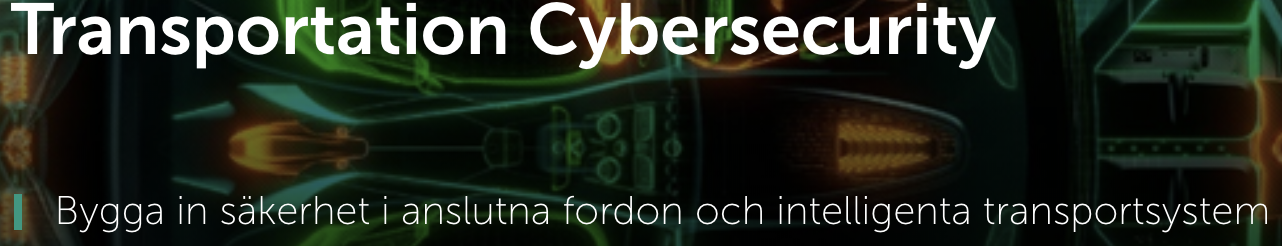 Transportation Cybersecurity
Bygga in säkerhet i anslutna fordon och intelligenta transportsystem